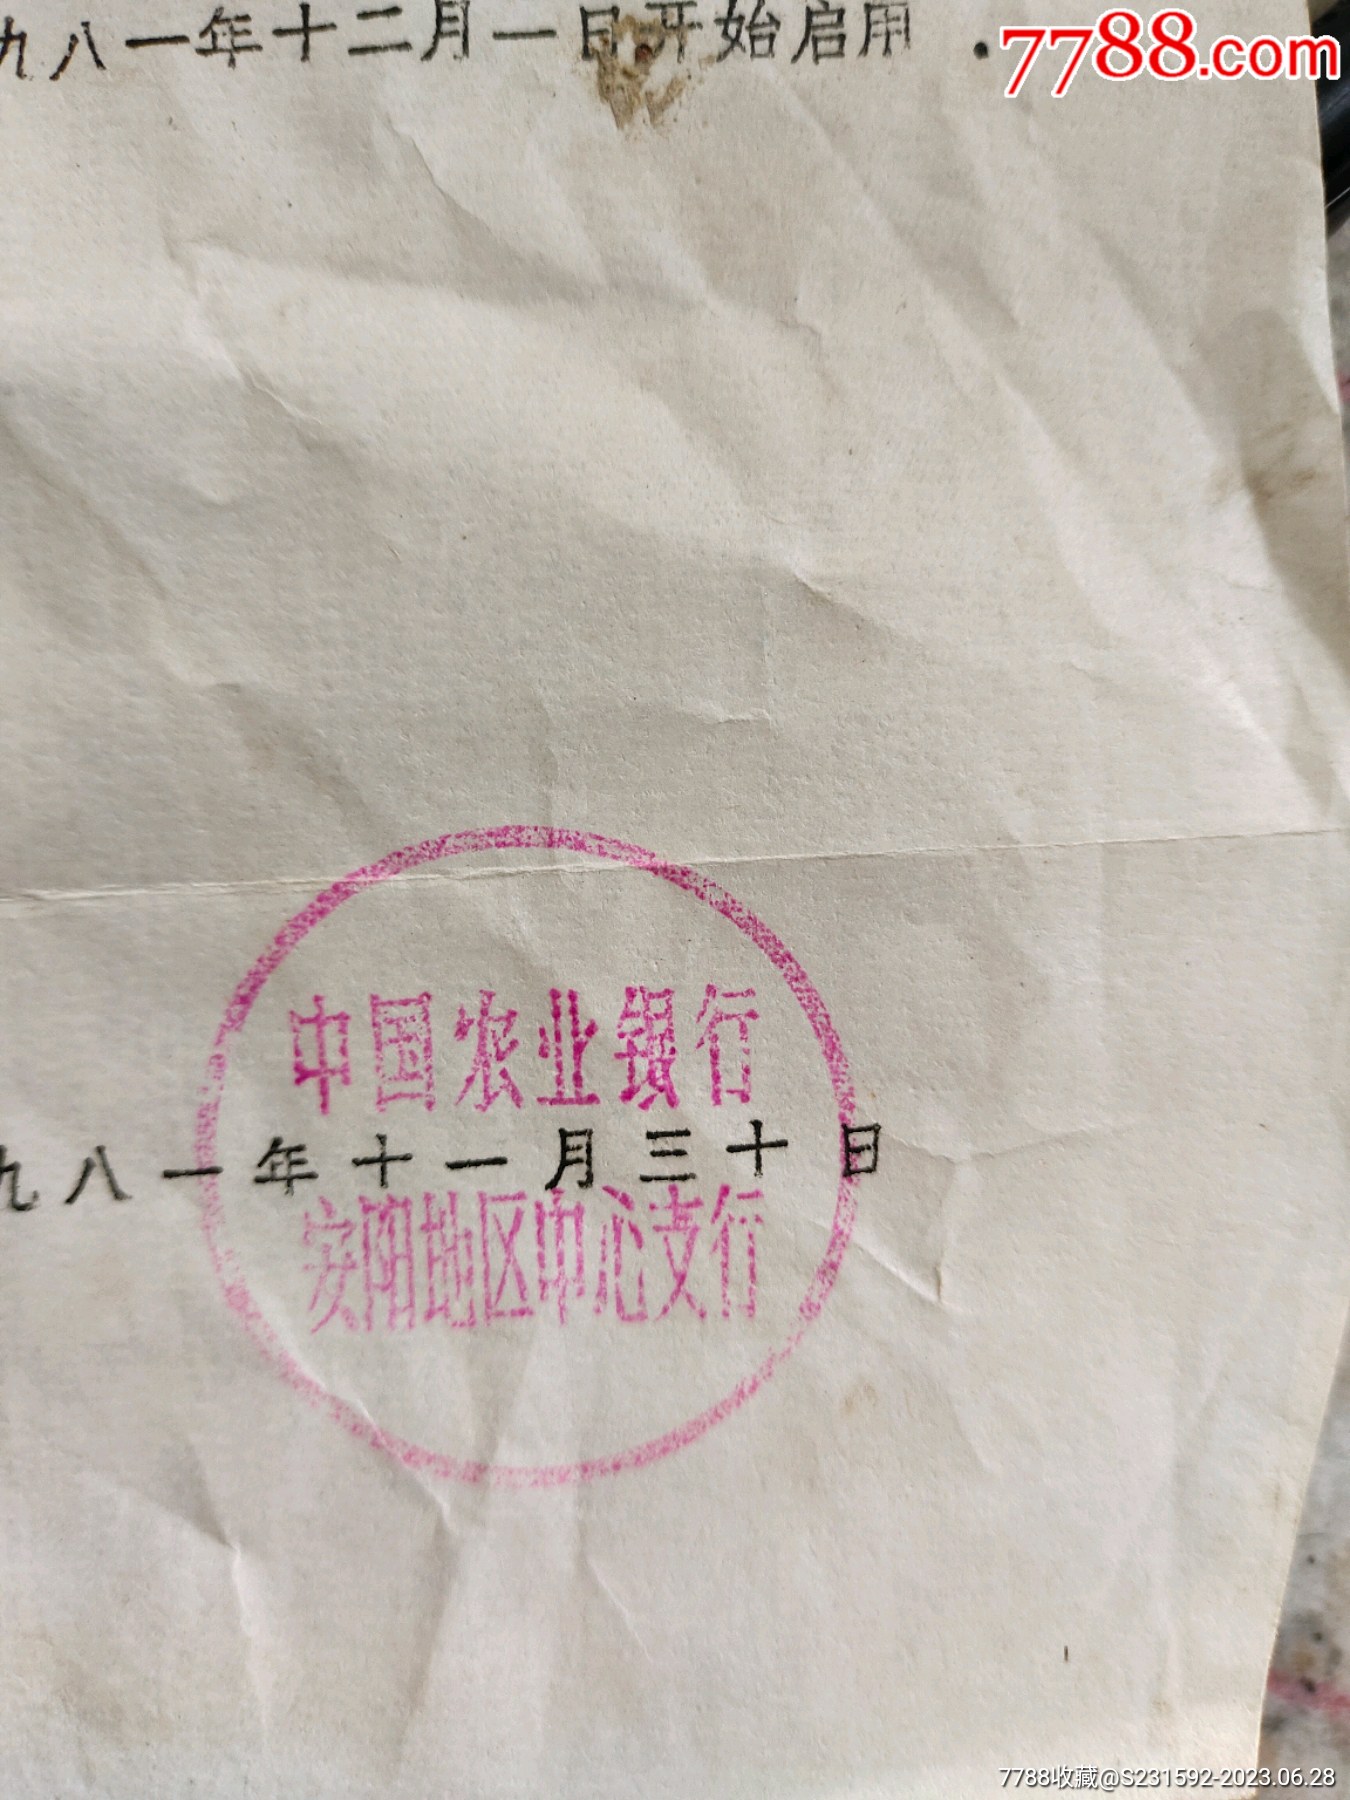 九八一年十二月一日开始启用.
7788.com
中国农业银行
九八一年十一月三十日
安阳地区中心支行
7788收藏@S231592-2023.06.28